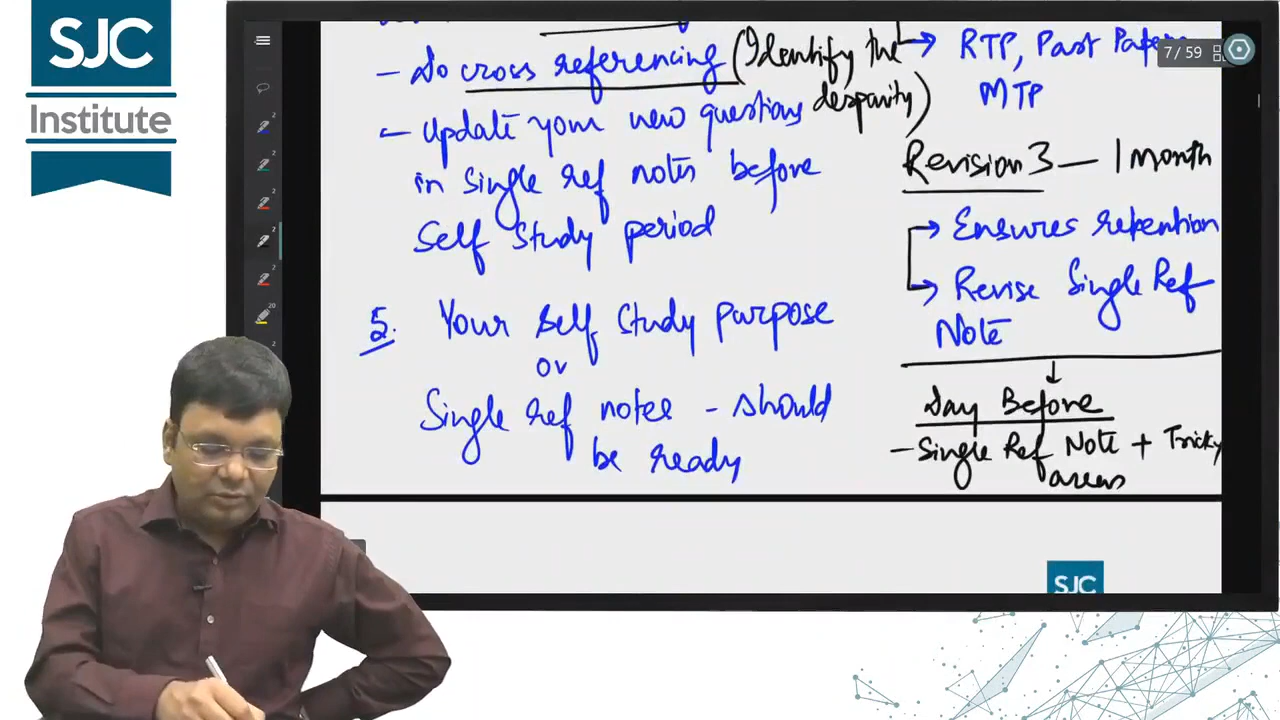 SJC
Institute
7 / 59
- Do cross referencing (Identify the
desparity)
- Update your new questions
in single ref notes before
Self Study period
5. Your Self Study purpose
or
Single ref notes - should
be ready
RTP, Past Papers
MTP
Revision 3 - 1 month
Ensures retention
Revise Single Ref
Note
Day Before
- Single Ref Note + Tricky
areas
SJC